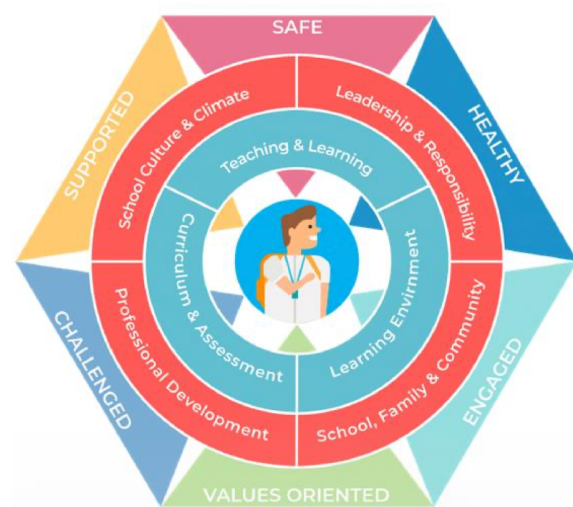 SAFE
HEALTHY
ENGAGED
VALUES ORIENTED
CHALLENGED
SUPPORTED
School Culture & Climate
Leadership & Responsibility
School, Family & Community
Professional Development
Teaching & Learning
Learning Envirnment
Curriculum & Assessment